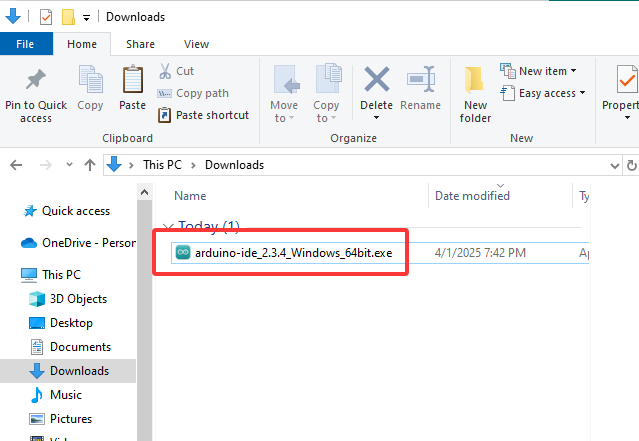 Downloads
File Home Share View
Pin to Quick access
Copy
Paste
Cut
Copy path
Paste shortcut
Clipboard
Move to
Copy to
Delete
Rename
Organize
New folder
New item
Easy access
New
Propert
This PC > Downloads
Name Date modified Ty
Quick access
Today (1)
OneDrive - Person
arduino-ide_2.3.4_Windows_64bit.exe 4/1/2025 7:42 PM Ap
This PC
3D Objects
Desktop
Documents
Downloads
Music
Pictures